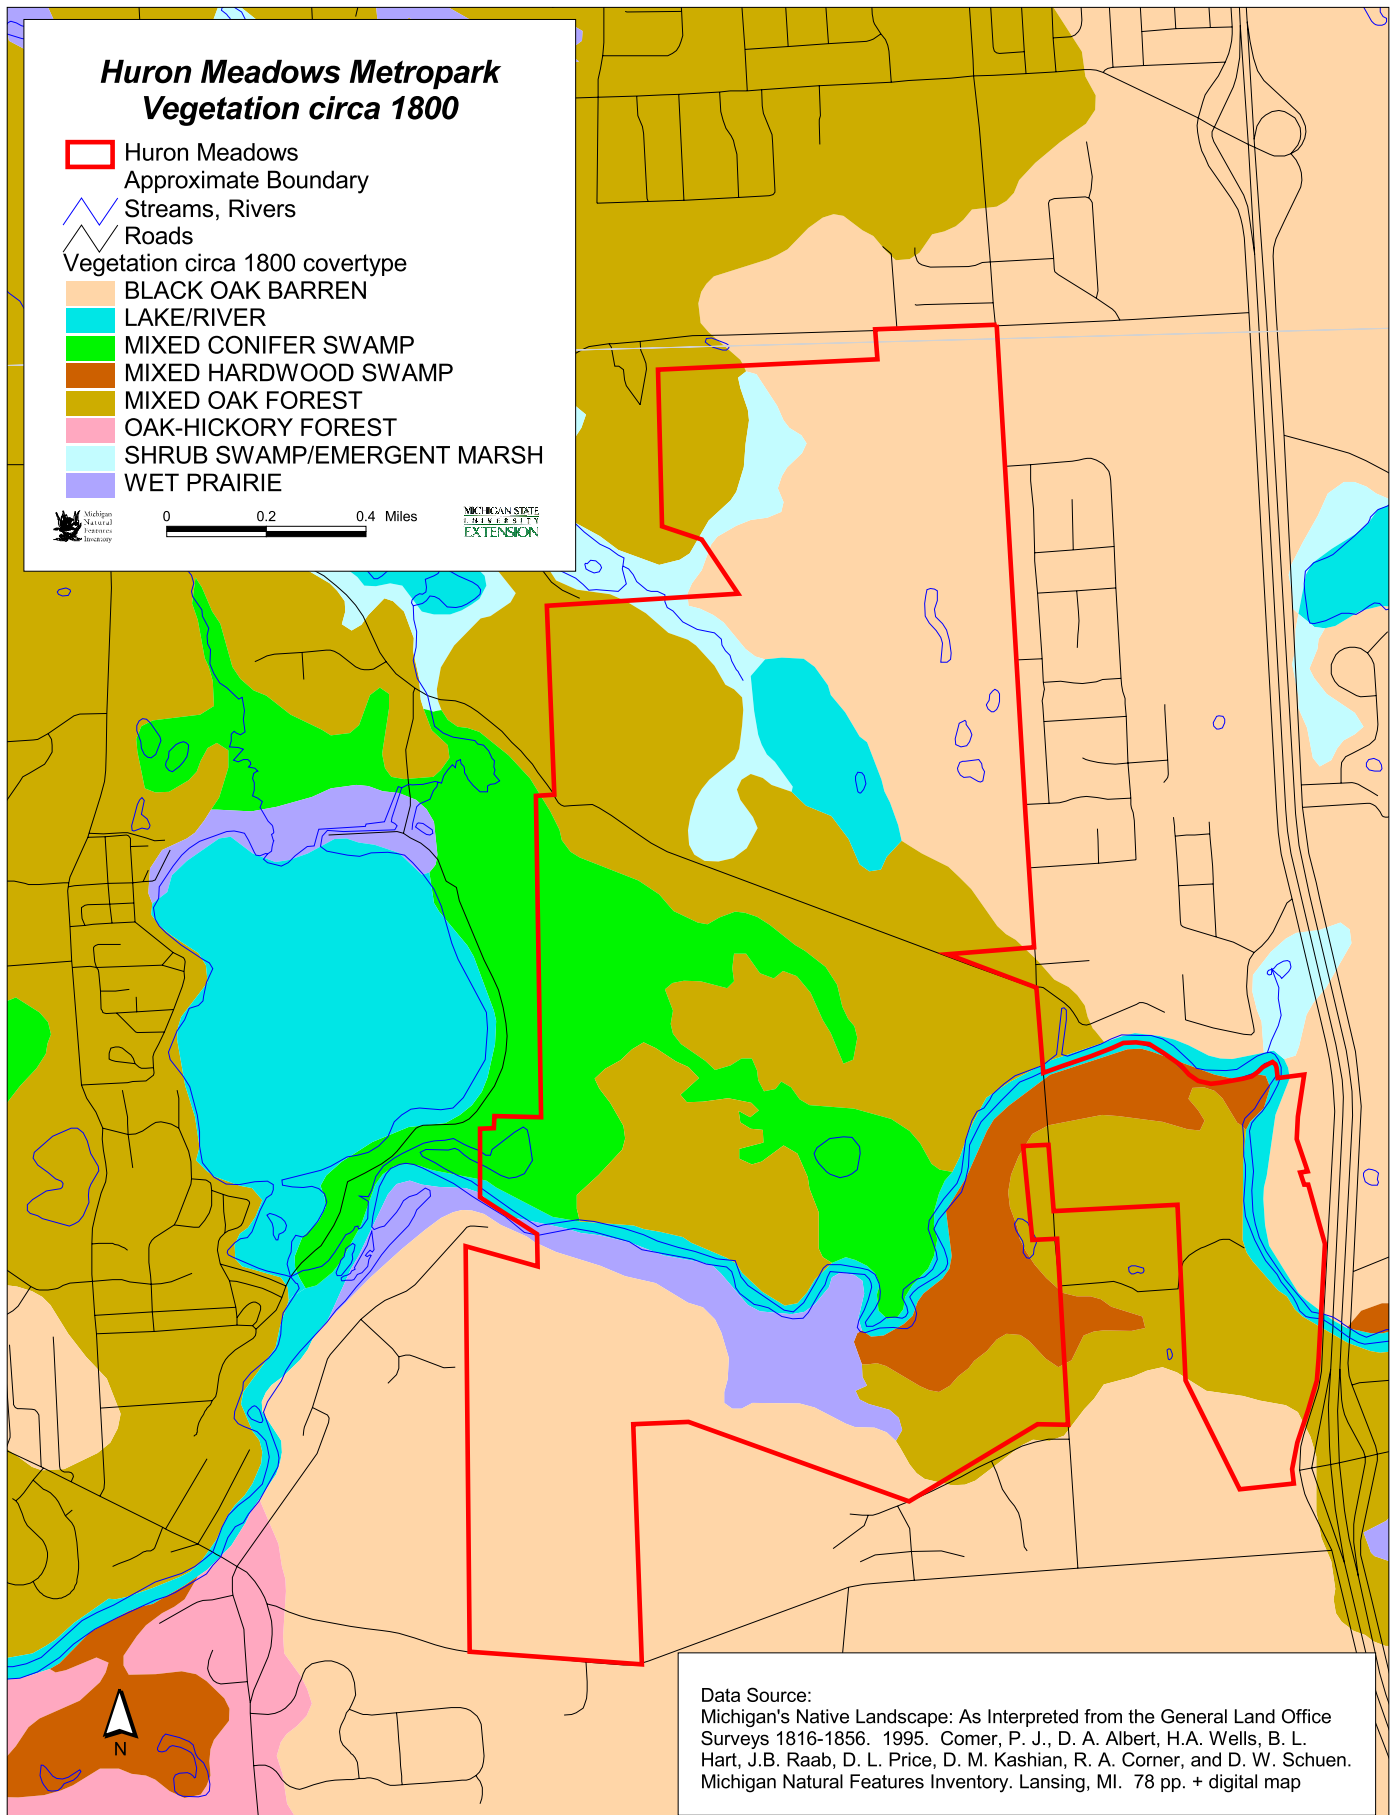 Huron Meadows Metropark
Vegetation circa 1800
Huron Meadows
Approximate Boundary
Streams, Rivers
Roads
Vegetation circa 1800 covertype
BLACK OAK BARREN
LAKE/RIVER
MIXED CONIFER SWAMP
MIXED HARDWOOD SWAMP
MIXED OAK FOREST
OAK-HICKORY FOREST
SHRUB SWAMP/EMERGENT MARSH
WET PRAIRIE
Michigan
Natural
Features
Inventory
0 0.2 0.4 Miles
MICHIGAN STATE
UNIVERSITY
EXTENSION
N
Data Source:
Michigan's Native Landscape: As Interpreted from the General Land Office
Surveys 1816-1856. 1995. Comer, P. J., D. A. Albert, H.A. Wells, B. L.
Hart, J.B. Raab, D. L. Price, D. M. Kashian, R. A. Corner, and D. W. Schuen.
Michigan Natural Features Inventory. Lansing, MI. 78 pp. + digital map